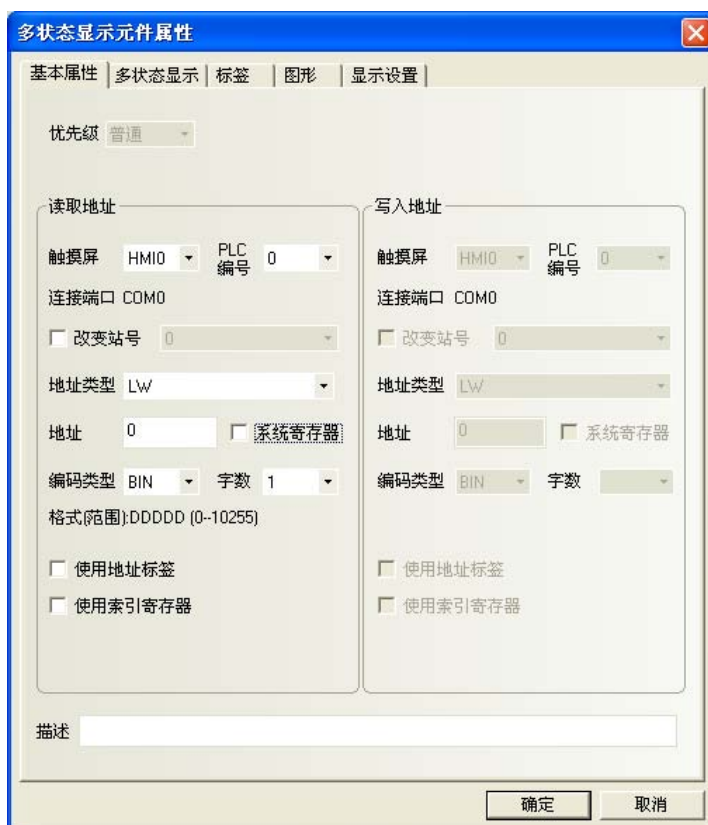 多状态显示元件属性
基本属性 多状态显示 标签 图形 显示设置
优先级 普通
读取地址
触摸屏 HMI0 PLC编号 0
连接端口 COM0
改变站号 0
地址类型 LW
地址 0 系统寄存器
编码类型 BIN 字数 1
格式(范围):DDDDD (0--10255)
使用地址标签
使用索引寄存器
写入地址
触摸屏 HMI0 PLC编号 0
连接端口 COM0
改变站号 0
地址类型 LW
地址 0 系统寄存器
编码类型 BIN 字数
使用地址标签
使用索引寄存器
描述
确定 取消